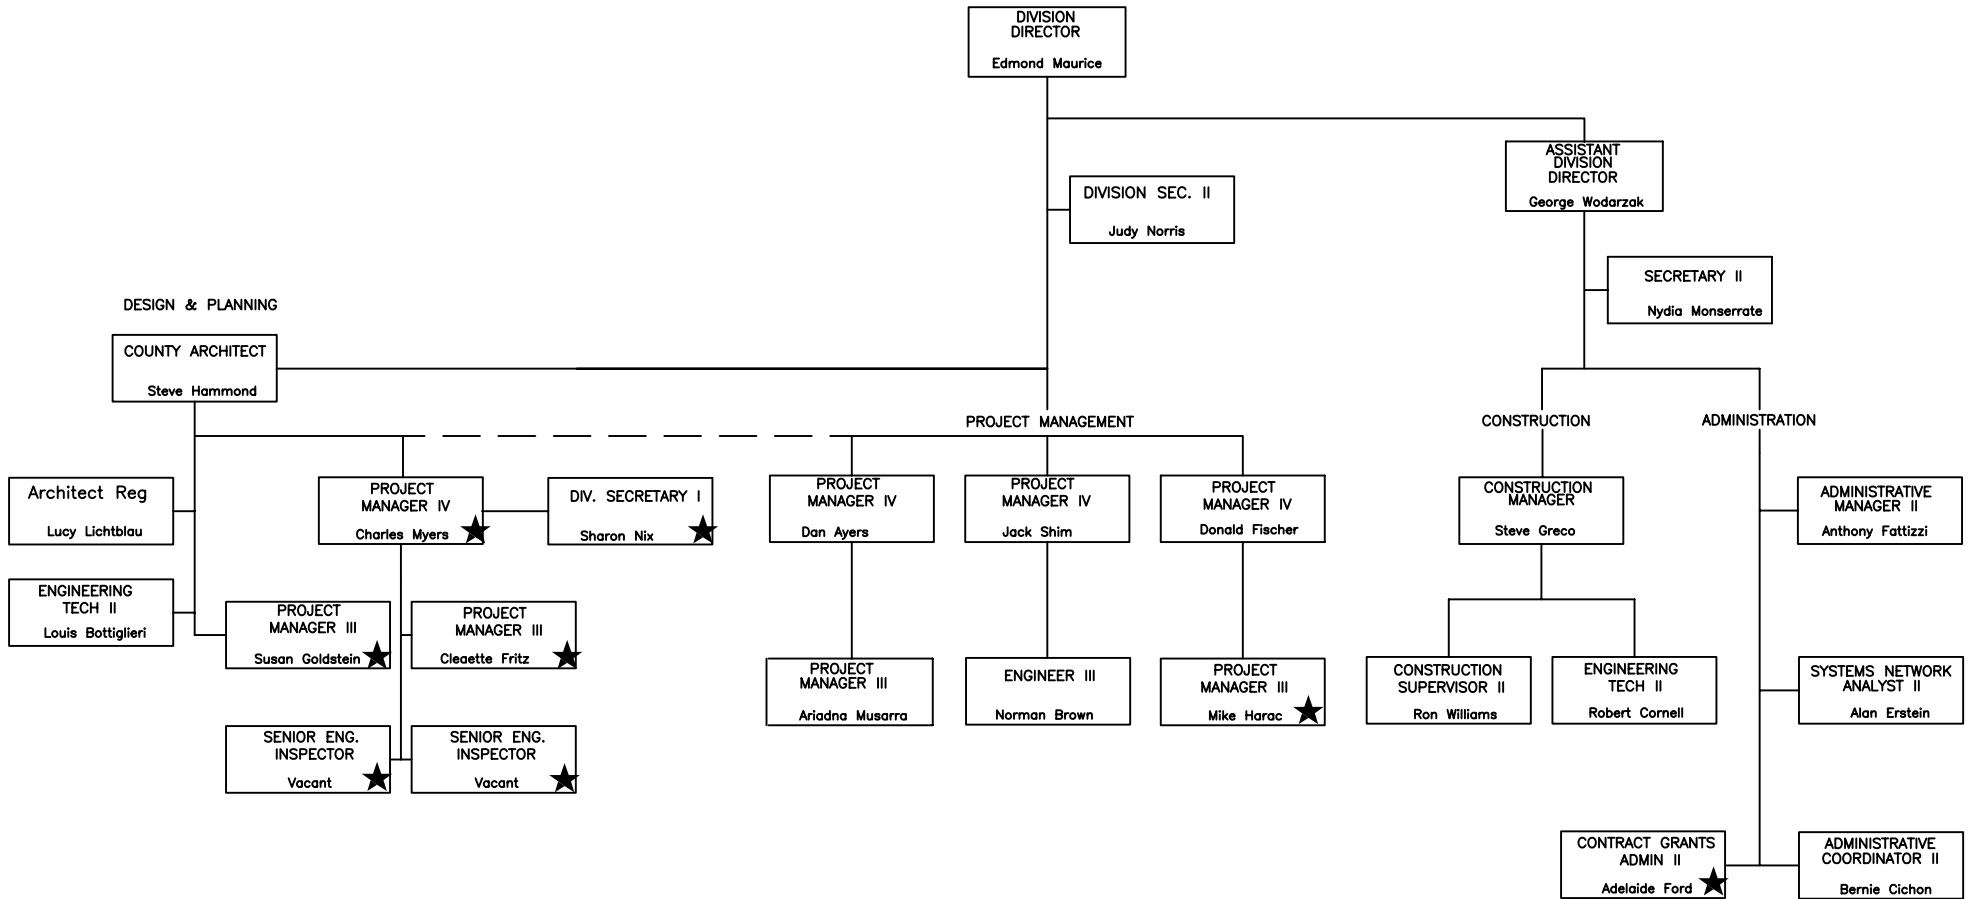 DIVISION
DIRECTOR
Edmond Maurice
ASSISTANT
DIVISION
DIRECTOR
George Wodarzak
DIVISION SEC. II
Judy Norris
SECRETARY II
Nydia Monserrate
DESIGN & PLANNING
COUNTY ARCHITECT
Steve Hammond
PROJECT MANAGEMENT
CONSTRUCTION
ADMINISTRATION
Architect Reg
Lucy Lichtblau
PROJECT
MANAGER IV
Charles Myers
DIV. SECRETARY I
Sharon Nix
PROJECT
MANAGER IV
Dan Ayers
PROJECT
MANAGER IV
Jack Shim
PROJECT
MANAGER IV
Donald Fischer
CONSTRUCTION
MANAGER
Steve Greco
ADMINISTRATIVE
MANAGER II
Anthony Fattizzi
ENGINEERING
TECH II
Louis Bottiglieri
PROJECT
MANAGER III
Susan Goldstein
PROJECT
MANAGER III
Cleaette Fritz
PROJECT
MANAGER III
Ariadna Musarra
ENGINEER III
Norman Brown
PROJECT
MANAGER III
Mike Harac
CONSTRUCTION
SUPERVISOR II
Ron Williams
ENGINEERING
TECH II
Robert Cornell
SYSTEMS NETWORK
ANALYST II
Alan Erstein
SENIOR ENG.
INSPECTOR
Vacant
SENIOR ENG.
INSPECTOR
Vacant
CONTRACT GRANTS
ADMIN II
Adelaide Ford
ADMINISTRATIVE
COORDINATOR II
Bernie Cichon